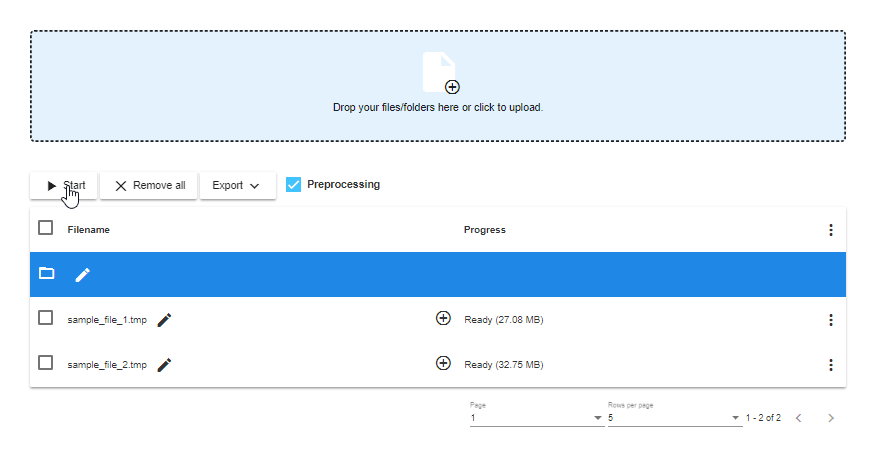 Drop your files/folders here or click to upload.
Start Remove all Export Preprocessing
Filename Progress
sample_file_1.tmp Ready (27.08 MB)
sample_file_2.tmp Ready (32.75 MB)
Page Rows per page
1 5 1 - 2 of 2